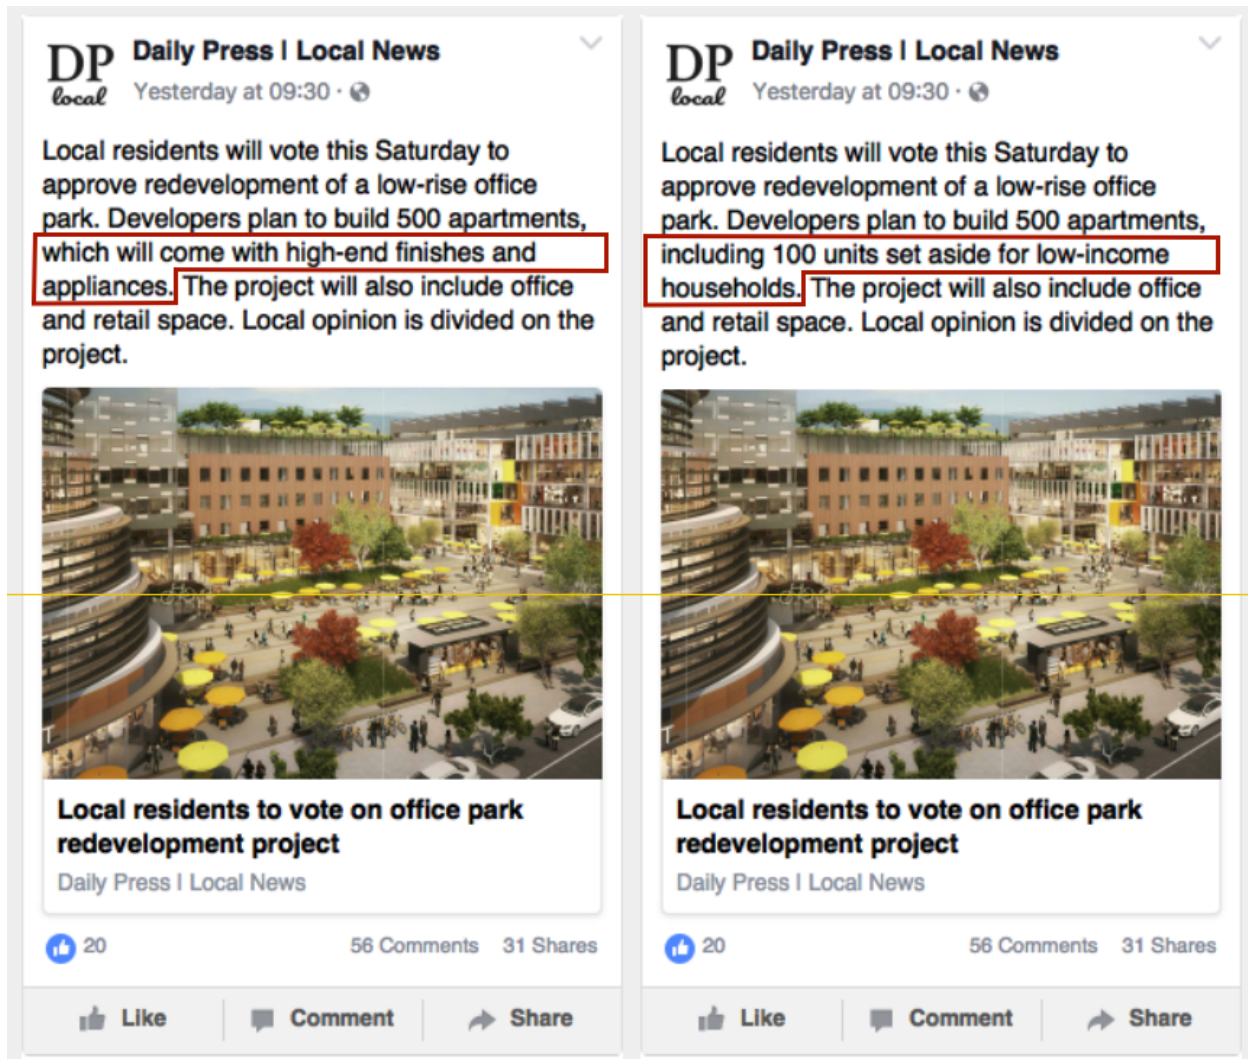 DP
local
Daily Press | Local News
Yesterday at 09:30 ·
Local residents will vote this Saturday to
approve redevelopment of a low-rise office
park. Developers plan to build 500 apartments,
which will come with high-end finishes and
appliances. The project will also include office
and retail space. Local opinion is divided on the
project.
Local residents to vote on office park
redevelopment project
Daily Press | Local News
20
56 Comments
31 Shares
Like
Comment
Share
DP
local
Daily Press | Local News
Yesterday at 09:30 ·
Local residents will vote this Saturday to
approve redevelopment of a low-rise office
park. Developers plan to build 500 apartments,
including 100 units set aside for low-income
households. The project will also include office
and retail space. Local opinion is divided on the
project.
Local residents to vote on office park
redevelopment project
Daily Press | Local News
20
56 Comments
31 Shares
Like
Comment
Share